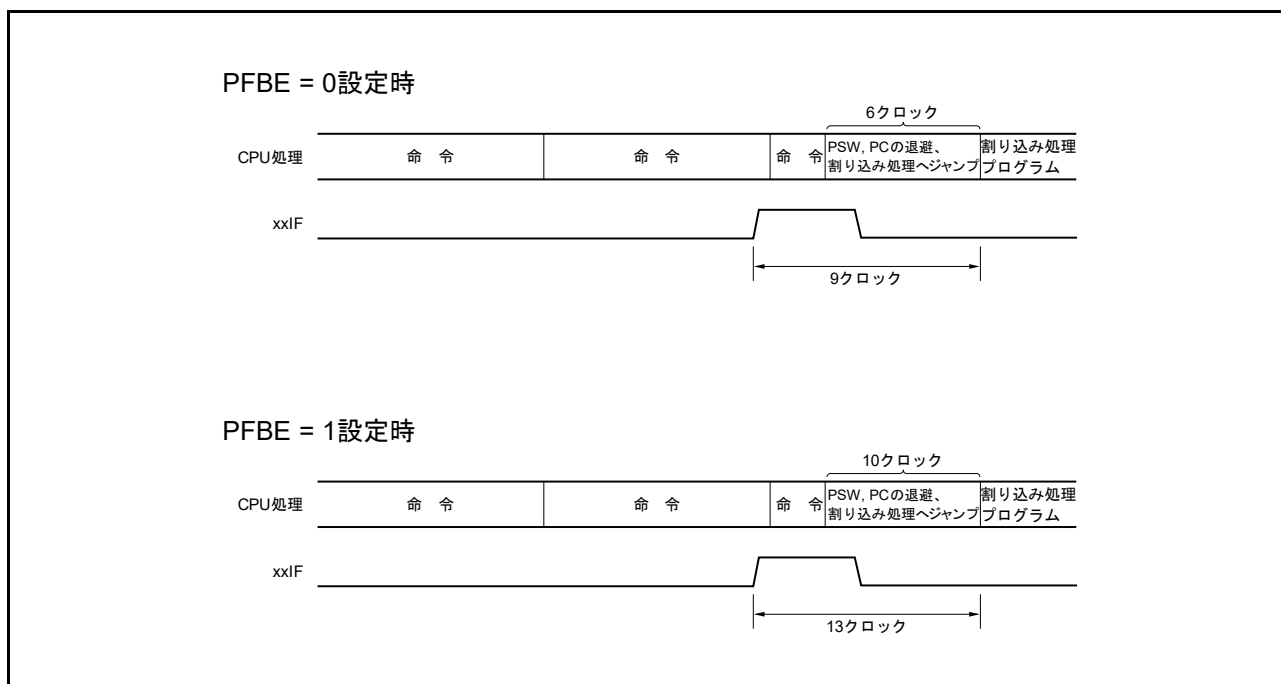 PFBE = 0設定時
6クロック
CPU処理
命 令
命 令
命 令
PSW, PCの退避、
割り込み処理へジャンプ
割り込み処理
プログラム
xxIF
9クロック
PFBE = 1設定時
10クロック
CPU処理
命 令
命 令
命 令
PSW, PCの退避、
割り込み処理へジャンプ
割り込み処理
プログラム
xxIF
13クロック